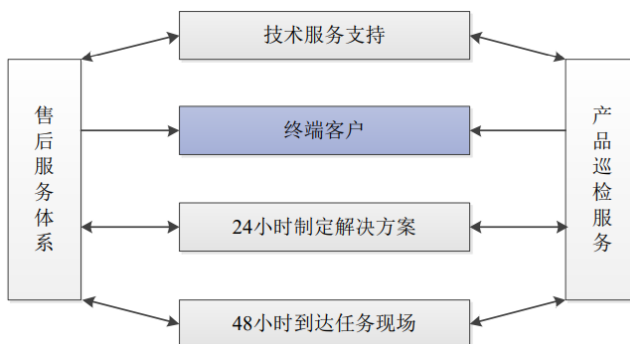 技术服务支持
售后服务体系
终端客户
产品巡检服务
24小时制定解决方案
48小时到达任务现场